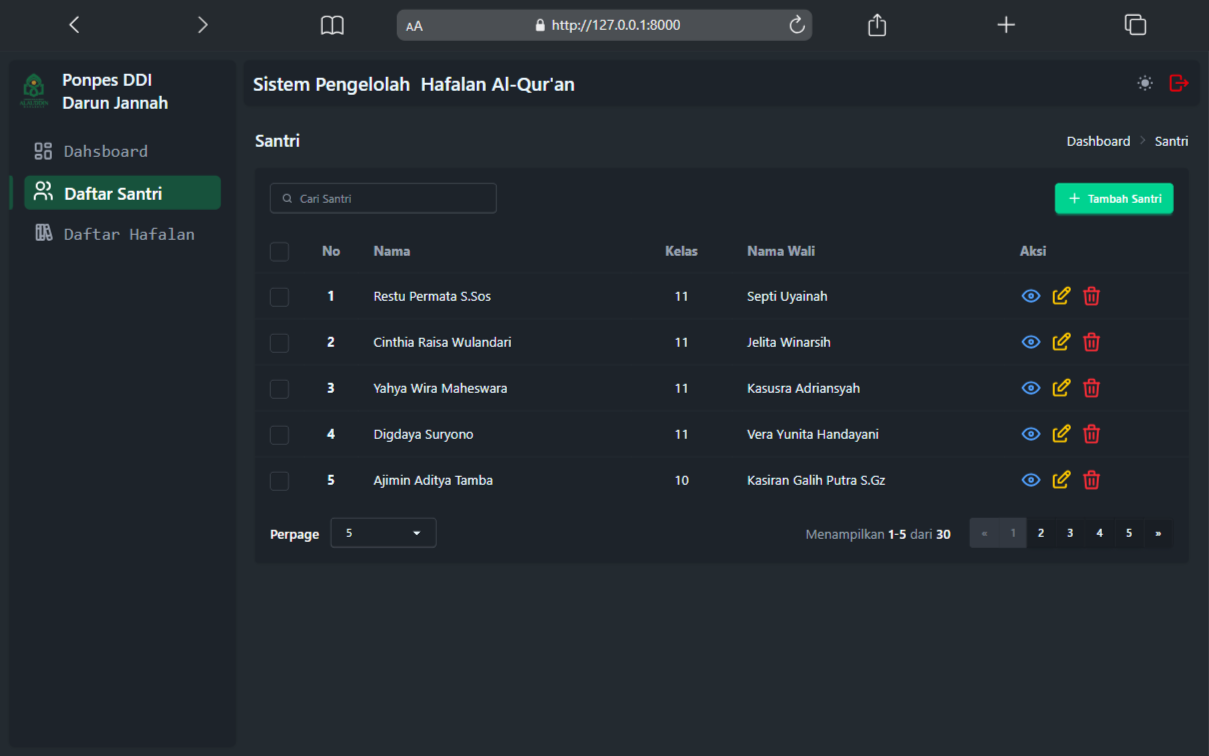 AA http://127.0.0.1:8000
Ponpes DDI
Darun Jannah
Sistem Pengelolah Hafalan Al-Qur'an
Dahsboard
Daftar Santri
Daftar Hafalan
Santri
Dashboard > Santri
Cari Santri
+ Tambah Santri
No Nama Kelas Nama Wali Aksi
1 Restu Permata S.Sos 11 Septi Uyainah
2 Cinthia Raisa Wulandari 11 Jelita Winarsih
3 Yahya Wira Maheswara 11 Kasusra Adriansyah
4 Digdaya Suryono 11 Vera Yunita Handayani
5 Ajimin Aditya Tamba 10 Kasiran Galih Putra S.Gz
Perpage 5 Menampilkan 1-5 dari 30 « 1 2 3 4 5 »